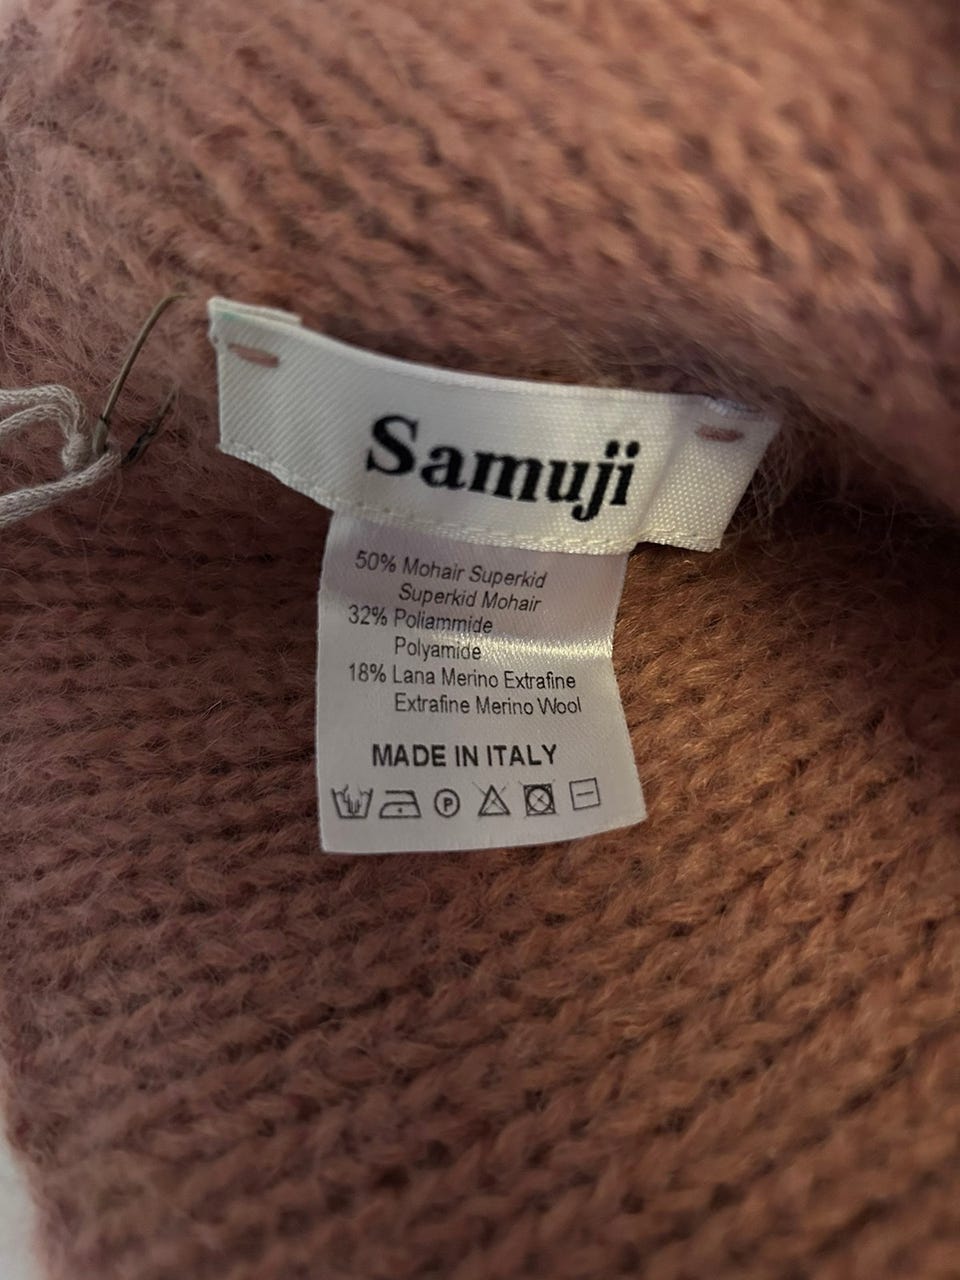 Samuji
50% Mohair Superkid
Superkid Mohair
32% Poliammide
Polyamide
18% Lana Merino Extrafine
Extrafine Merino Wool
MADE IN ITALY
P